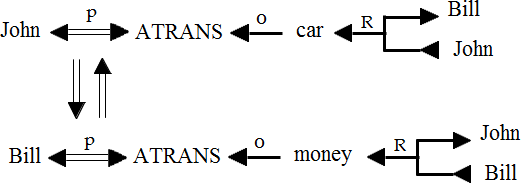 Bill
John p ATRANS o car R
John
John
Bill p ATRANS o money R
Bill